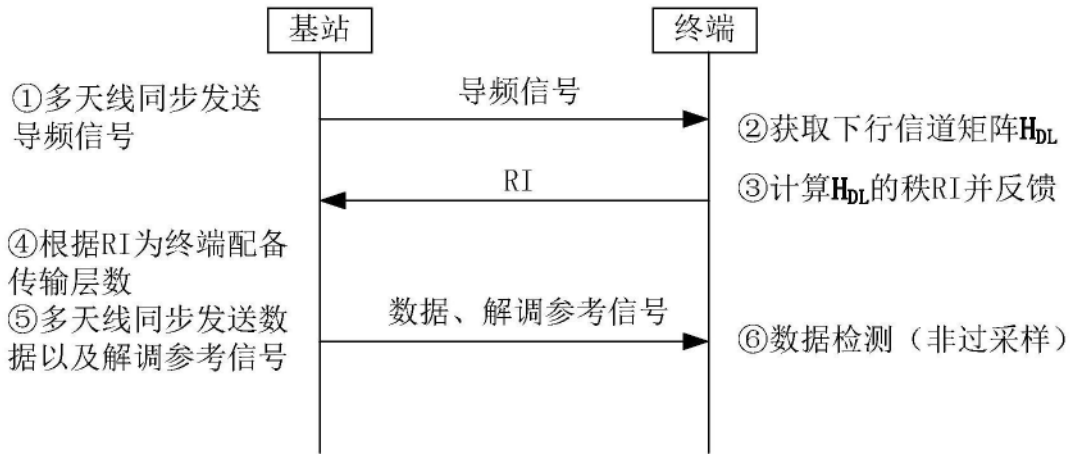 基站
终端
①多天线同步发送
导频信号
导频信号
②获取下行信道矩阵H_DL
RI
③计算H_DL的秩RI并反馈
④根据RI为终端配备
传输层数
⑤多天线同步发送数
据以及解调参考信号
数据、解调参考信号
⑥数据检测（非过采样）